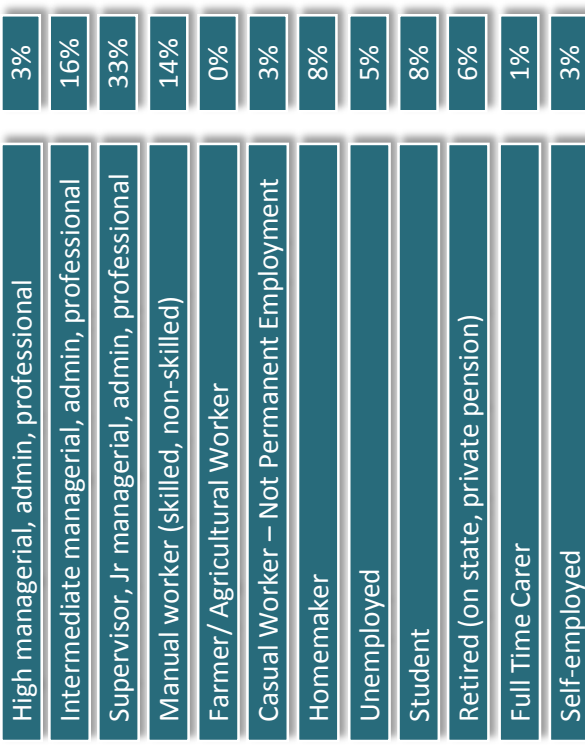 High managerial, admin, professional 3%
Intermediate managerial, admin, professional 16%
Supervisor, Jr managerial, admin, professional 33%
Manual worker (skilled, non-skilled) 14%
Farmer/ Agricultural Worker 0%
Casual Worker – Not Permanent Employment 3%
Homemaker 8%
Unemployed 5%
Student 8%
Retired (on state, private pension) 6%
Full Time Carer 1%
Self-employed 3%